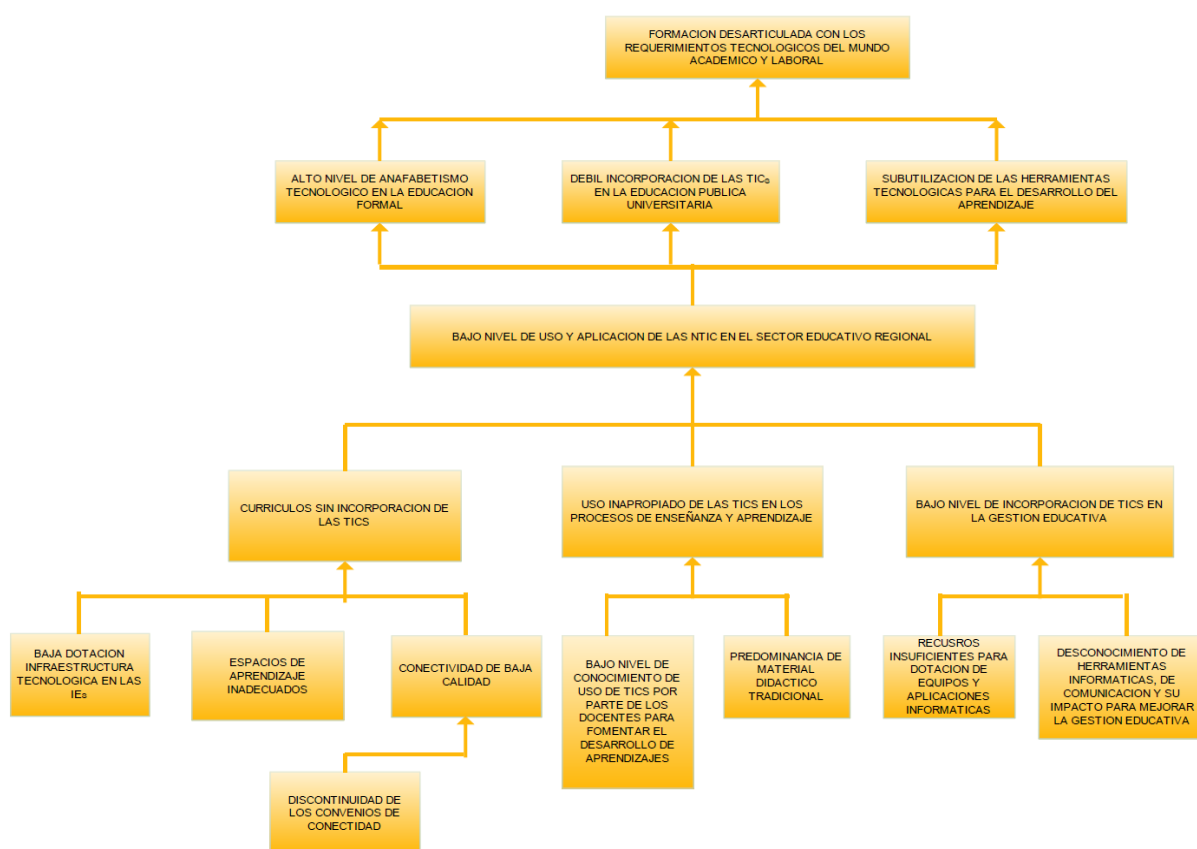 FORMACION DESARTICULADA CON LOS
REQUERIMIENTOS TECNOLOGICOS DEL MUNDO
ACADEMICO Y LABORAL
ALTO NIVEL DE ANAFABETISMO
TECNOLOGICO EN LA EDUCACION
FORMAL
DEBIL INCORPORACION DE LAS TICs
EN LA EDUCACION PUBLICA
UNIVERSITARIA
SUBUTILIZACION DE LAS HERRAMIENTAS
TECNOLOGICAS PARA EL DESARROLLO DEL
APRENDIZAJE
BAJO NIVEL DE USO Y APLICACION DE LAS NTIC EN EL SECTOR EDUCATIVO REGIONAL
CURRICULOS SIN INCORPORACION DE
LAS TICS
USO INAPROPIADO DE LAS TICS EN LOS
PROCESOS DE ENSEÑANZA Y APRENDIZAJE
BAJO NIVEL DE INCORPORACION DE TICS EN
LA GESTION EDUCATIVA
BAJA DOTACION
INFRAESTRUCTURA
TECNOLOGICA EN LAS IEs
ESPACIOS DE
APRENDIZAJE
INADECUADOS
CONECTIVIDAD DE BAJA
CALIDAD
BAJO NIVEL DE
CONOCIMIENTO DE
USO DE TICS POR
PARTE DE LOS
DOCENTES PARA
FOMENTAR EL
DESARROLLO DE
APRENDIZAJES
PREDOMINANCIA DE
MATERIAL
DIDACTICO
TRADICIONAL
RECUSROS
INSUFICIENTES PARA
DOTACION DE
EQUIPOS Y
APLICACIONES
INFORMATICAS
DESCONOCIMIENTO DE
HERRAMIENTAS
INFORMATICAS, DE
COMUNICACION Y SU
IMPACTO PARA MEJORAR
LA GESTION EDUCATIVA
DISCONTINUIDAD DE
LOS CONVENIOS DE
CONECTIDAD